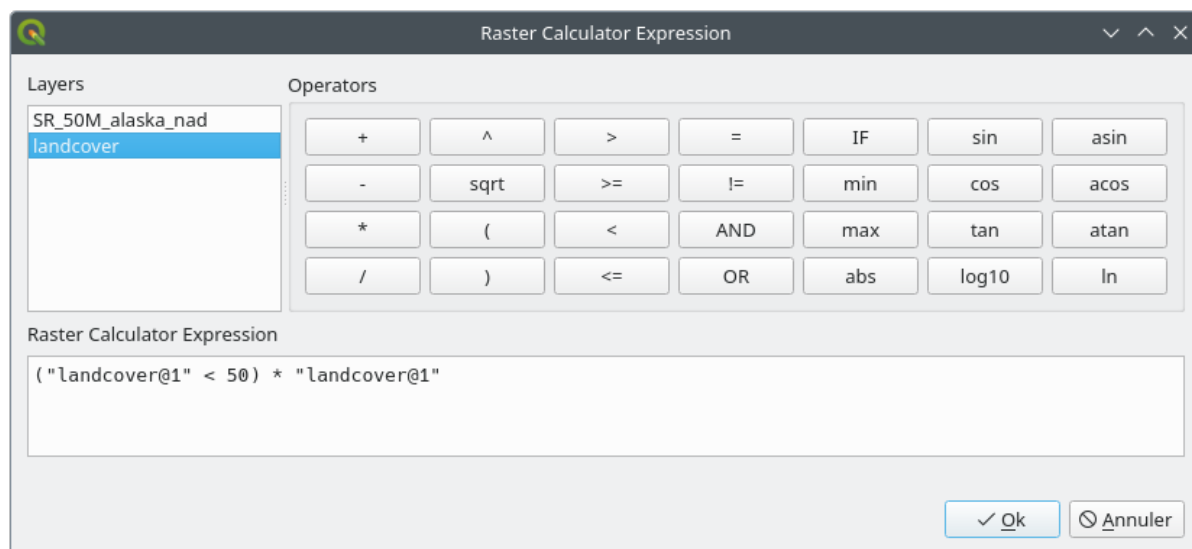 Raster Calculator Expression
Layers
Operators
SR_50M_alaska_nad
landcover
+ ^ > = IF sin asin
- sqrt >= != min cos acos
* ( < AND max tan atan
/ ) <= OR abs log10 ln
Raster Calculator Expression
("landcover@1" < 50) * "landcover@1"
Ok Annuler